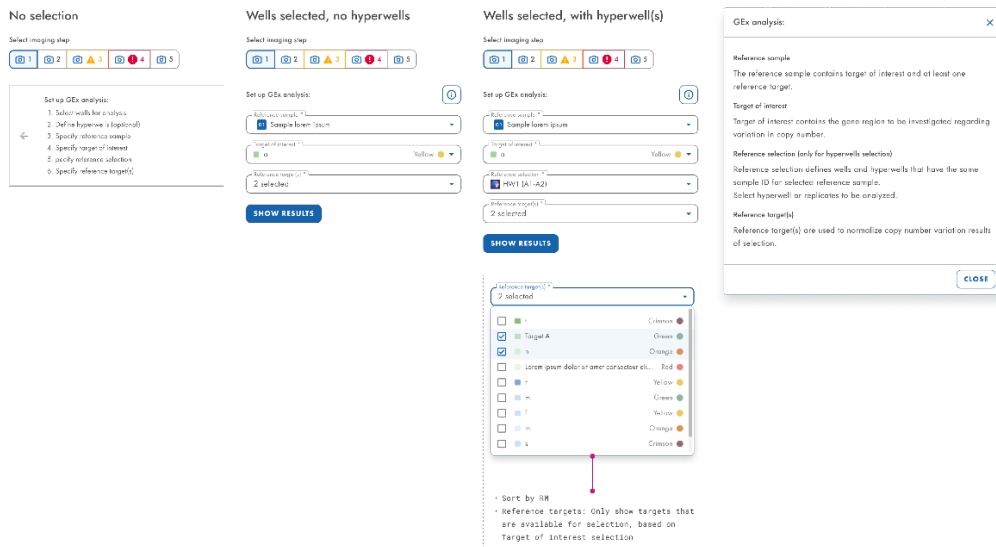 No selection
Select imaging step
1 2 3 4 5
Set up GEx analysis:
1. Select wells for analysis
2. Define hyperwells (optional)
3. Specify reference sample
4. Specify target of interest
5. pecify reference selection
6. Specify reference target(s)
Wells selected, no hyperwells
Select imaging step
1 2 3 4 5
Set up GEx analysis:
Reference sample *
Sample lorem ipsum
Target of interest *
a Yellow
Reference target(s) *
2 selected
SHOW RESULTS
Wells selected, with hyperwell(s)
Select imaging step
1 2 3 4 5
Set up GEx analysis:
Reference sample *
Sample lorem ipsum
Target of interest *
a Yellow
Reference selection *
HW1 (A1-A2)
Reference target(s) *
2 selected
SHOW RESULTS
Reference target(s) *
2 selected
Crimson
Target A Green
Orange
Lorem ipsum dolor sit amet consectetur eli... Red
r Yellow
m Green
Yellow
m Orange
s Crimson
• Sort by RM
• Reference targets: Only show targets
that are available for selection, based on
Target of interest selection
GEx analysis:
Reference sample
The reference sample contains target of interest and at least one
reference target.
Target of interest
Target of interest contains the gene region to be investigated regarding
variation in copy number.
Reference selection (only for hyperwells selection)
Reference selection defines wells and hyperwells that have the same
sample ID for selected reference sample.
Select hyperwell or replicates to be analyzed.
Reference target(s)
Reference target(s) are used to normalize copy number variation results
of selection.
CLOSE